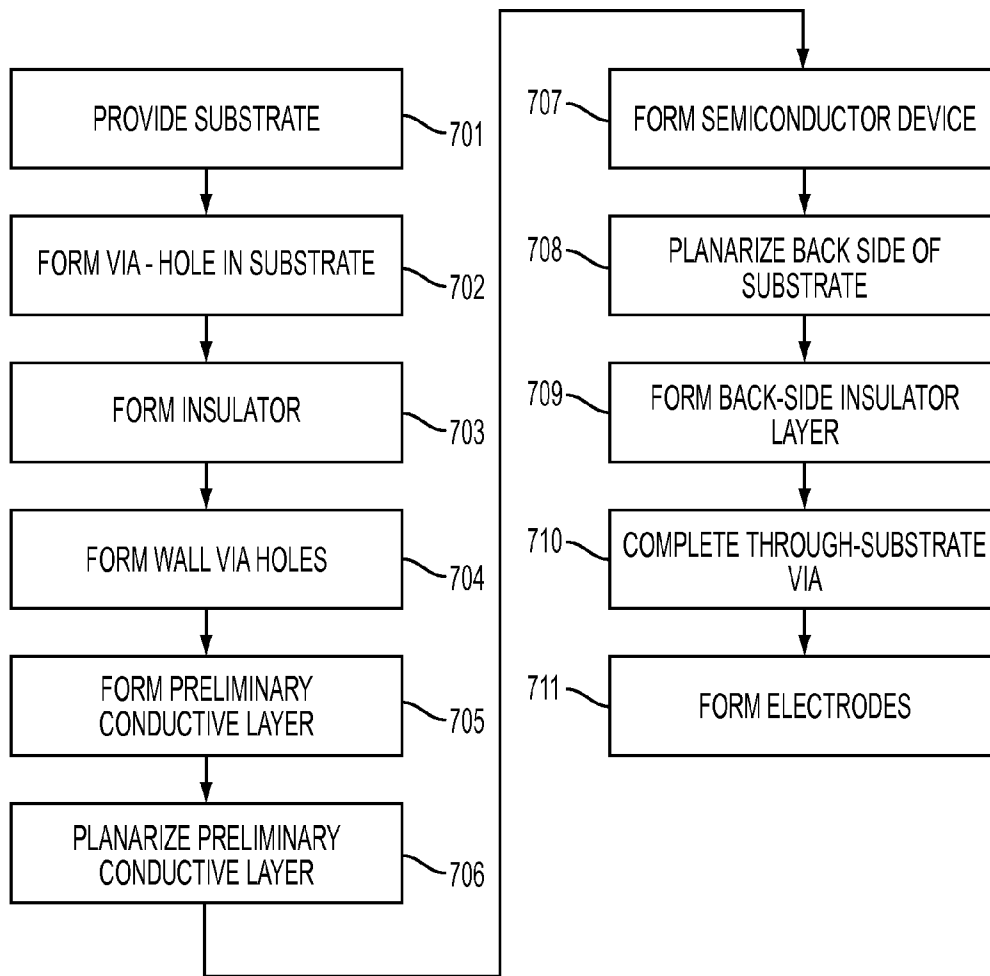 PROVIDE SUBSTRATE
701
FORM VIA - HOLE IN SUBSTRATE
702
FORM INSULATOR
703
FORM WALL VIA HOLES
704
FORM PRELIMINARY
CONDUCTIVE LAYER
705
PLANARIZE PRELIMINARY
CONDUCTIVE LAYER
706
707
FORM SEMICONDUCTOR DEVICE
708
PLANARIZE BACK SIDE OF
SUBSTRATE
709
FORM BACK-SIDE INSULATOR
LAYER
710
COMPLETE THROUGH-SUBSTRATE
VIA
711
FORM ELECTRODES